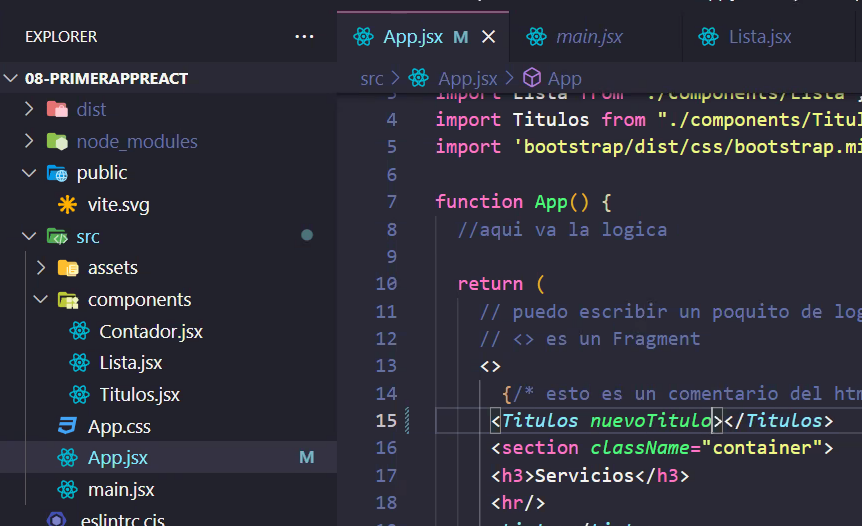 EXPLORER ...
08-PRIMERAPPREACT
dist
node_modules
public
vite.svg
src
assets
components
Contador.jsx
Lista.jsx
Titulos.jsx
App.css
App.jsx M
main.jsx
.eslintrc.cjs
App.jsx M
main.jsx
Lista.jsx
src > App.jsx > App
3 import Lista from "./components/Lista"
4 import Titulos from "./components/Titul
5 import 'bootstrap/dist/css/bootstrap.mi
6
7 function App() {
8 //aqui va la logica
9
10 return (
11 // puedo escribir un poquito de log
12 // <> es un Fragment
13 <>
14 {/* esto es un comentario del htm
15 <Titulos nuevoTitulo></Titulos>
16 <section className="container">
17 <h3>Servicios</h3>
18 <hr/>